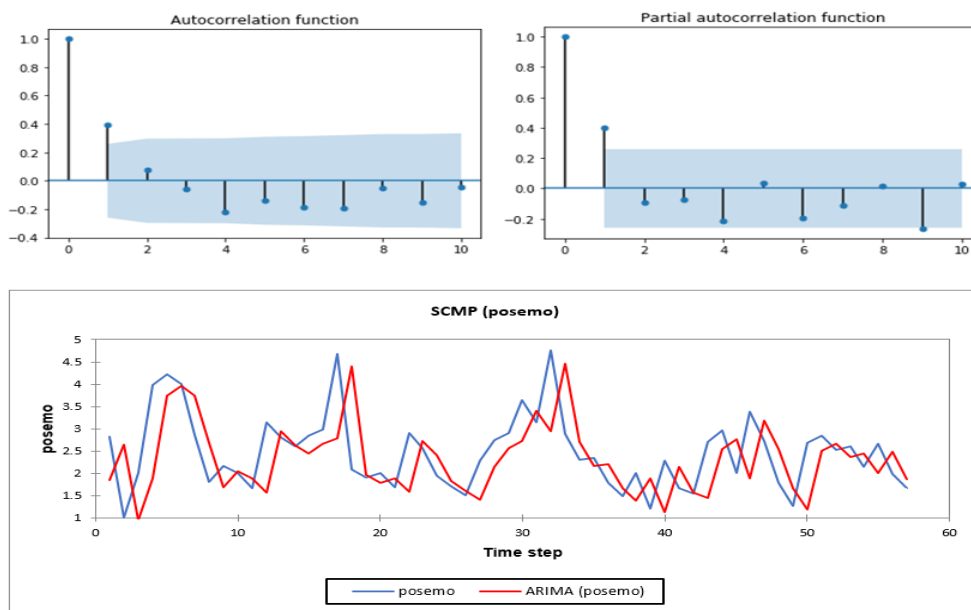 Autocorrelation function
1.0
0.8
0.6
0.4
0.2
0.0
−0.2
−0.4
0 2 4 6 8 10
Partial autocorrelation function
1.0
0.8
0.6
0.4
0.2
0.0
−0.2
0 2 4 6 8 10
SCMP (posemo)
posemo
5
4.5
4
3.5
3
2.5
2
1.5
1
0 10 20 30 40 50 60
Time step
posemo ARIMA (posemo)